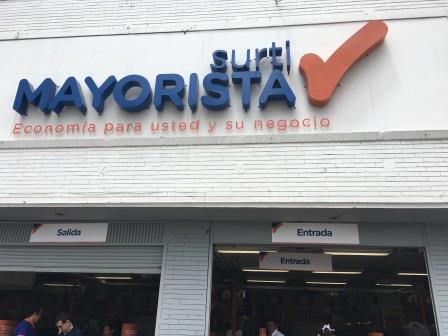 surti
MAYORISTA
Economía para usted y su negocio
Salida
Entrada
Entrada